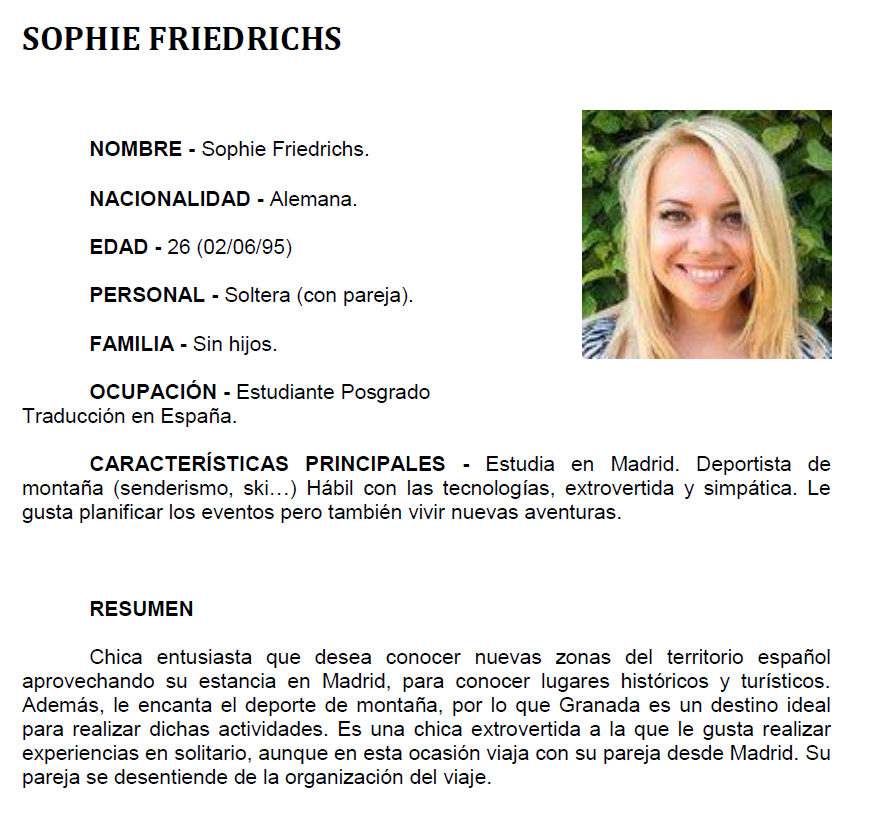 SOPHIE FRIEDRICHS
NOMBRE - Sophie Friedrichs.
NACIONALIDAD - Alemana.
EDAD - 26 (02/06/95)
PERSONAL - Soltera (con pareja).
FAMILIA - Sin hijos.
OCUPACIÓN - Estudiante Posgrado
Traducción en España.
CARACTERÍSTICAS PRINCIPALES - Estudia en Madrid. Deportista de
montaña (senderismo, ski…) Hábil con las tecnologías, extrovertida y simpática. Le
gusta planificar los eventos pero también vivir nuevas aventuras.
RESUMEN
Chica entusiasta que desea conocer nuevas zonas del territorio español
aprovechando su estancia en Madrid, para conocer lugares históricos y turísticos.
Además, le encanta el deporte de montaña, por lo que Granada es un destino ideal
para realizar dichas actividades. Es una chica extrovertida a la que le gusta realizar
experiencias en solitario, aunque en esta ocasión viaja con su pareja desde Madrid. Su
pareja se desentiende de la organización del viaje.